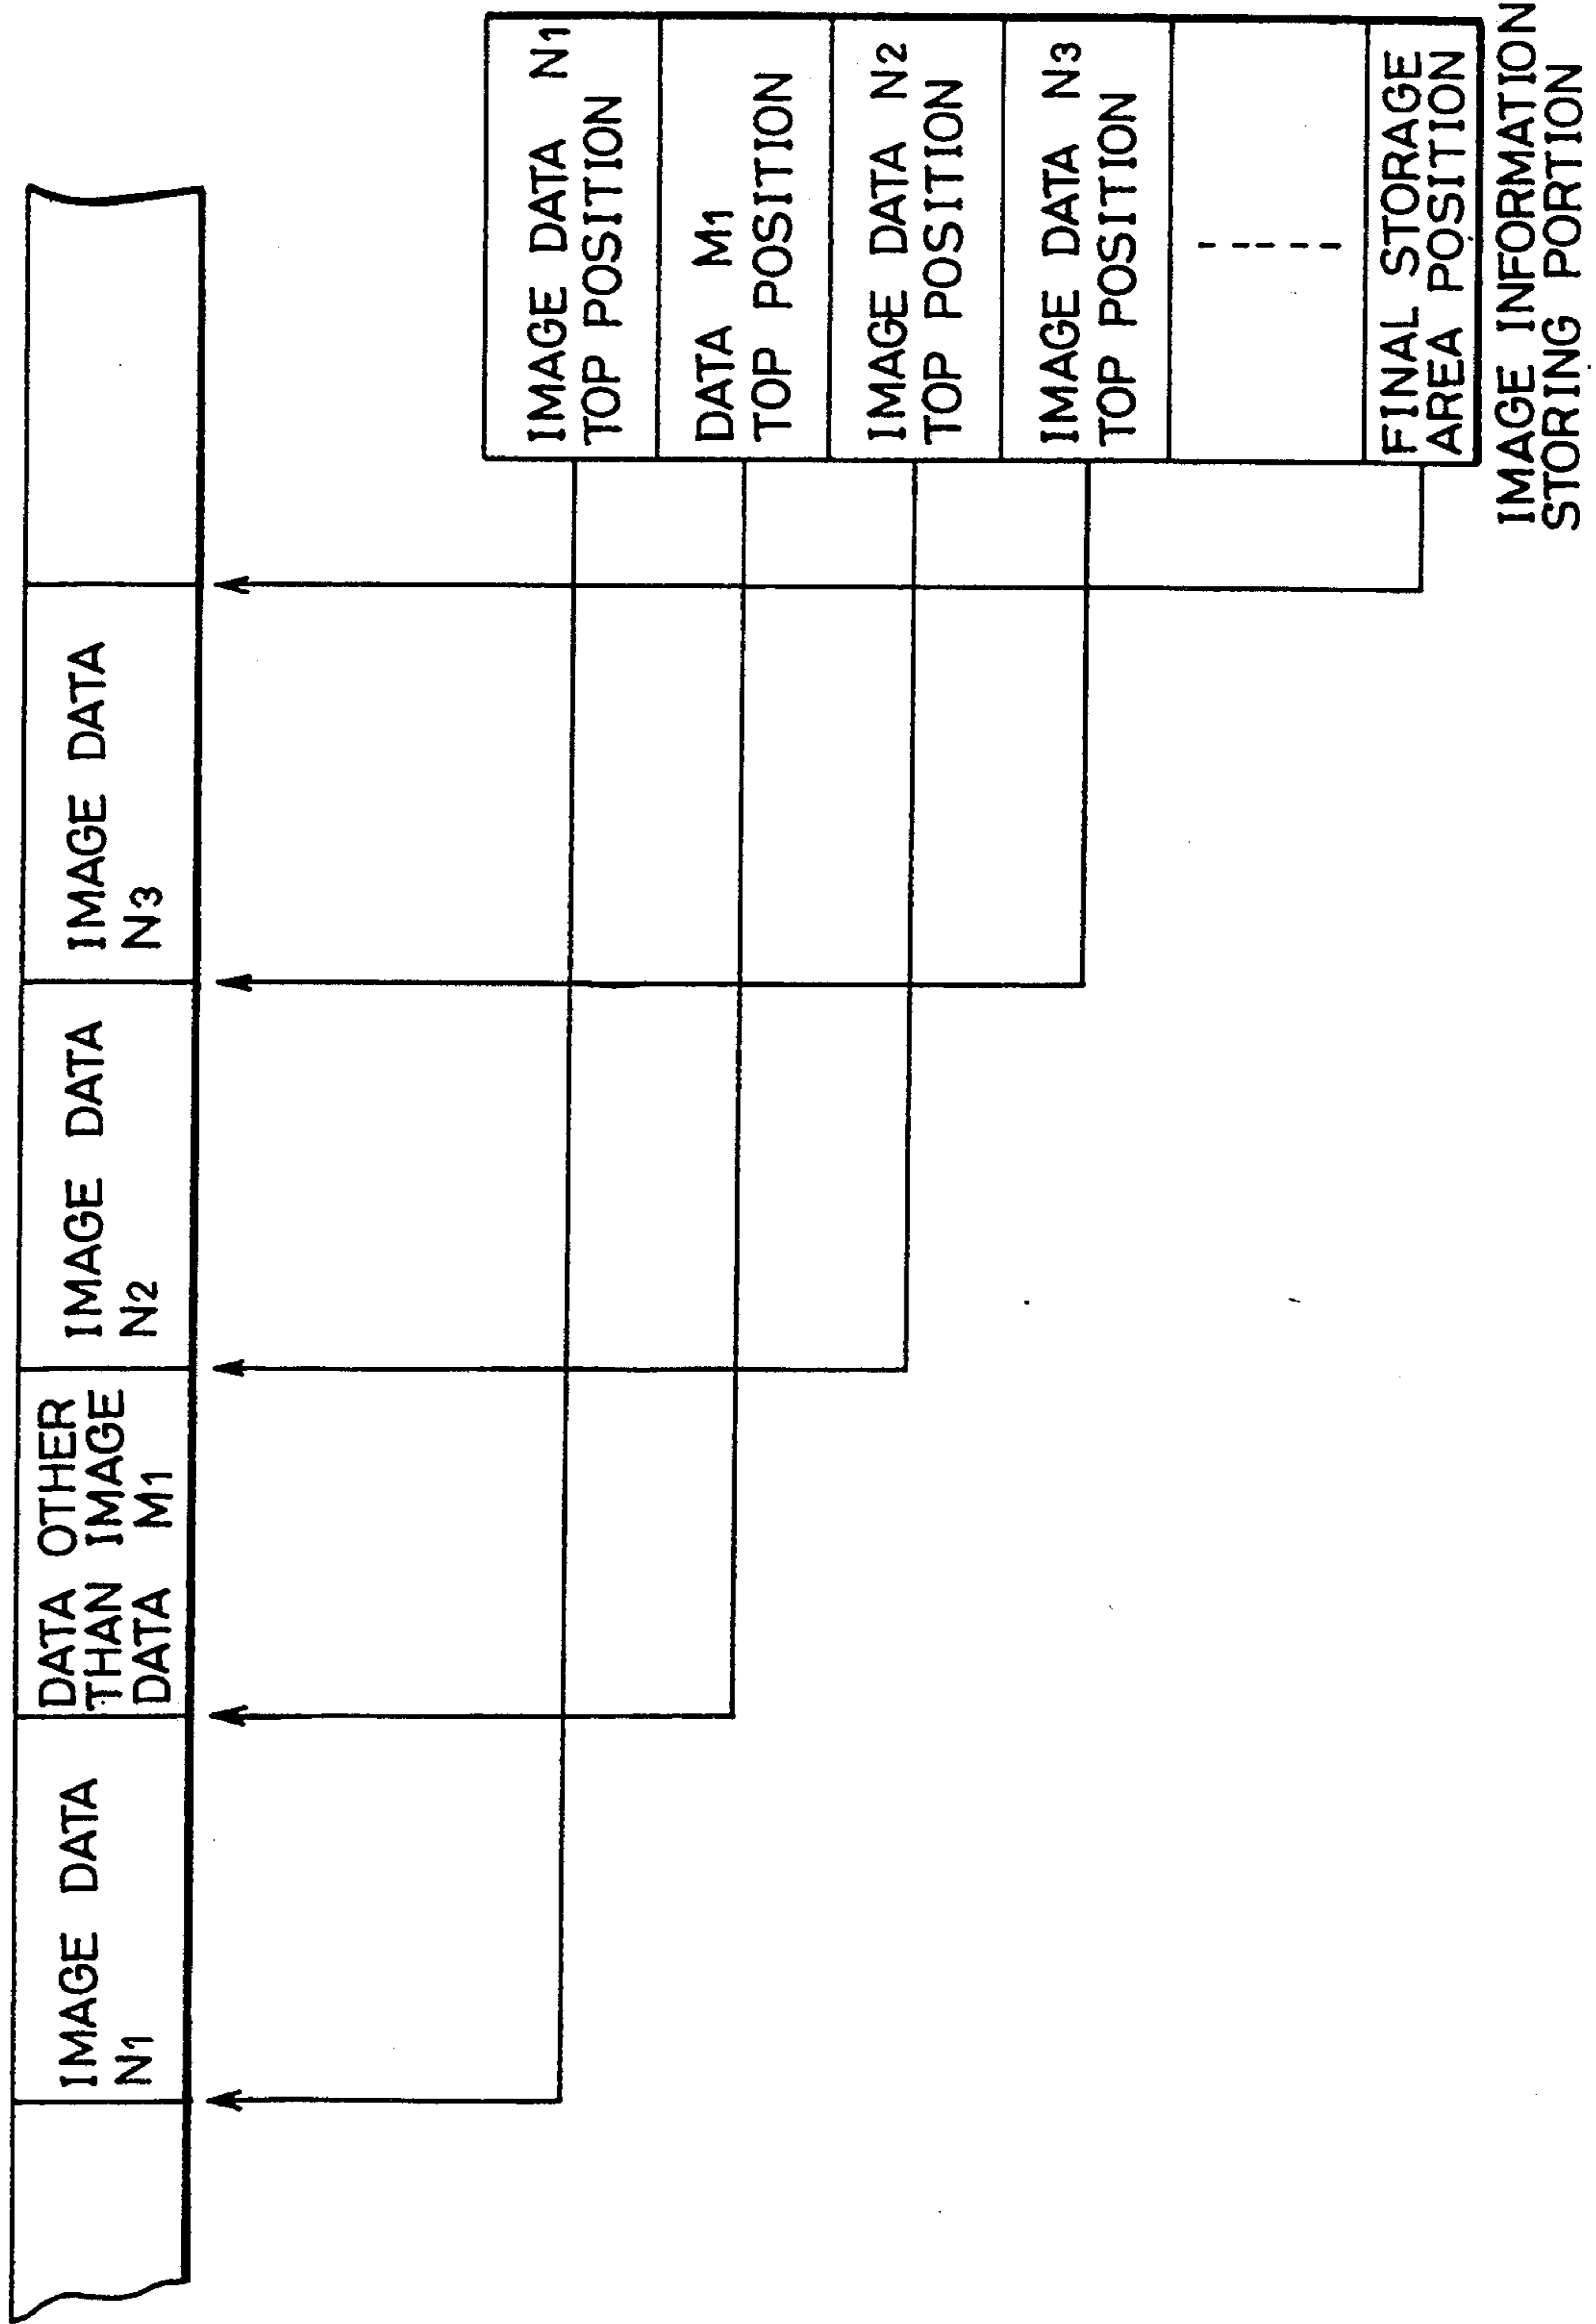 IMAGE DATA
N1
DATA OTHER
THAN IMAGE
DATA M1
IMAGE DATA
N2
IMAGE DATA
N3
IMAGE DATA N1
TOP POSITION
DATA M1
TOP POSITION
IMAGE DATA N2
TOP POSITION
IMAGE DATA N3
TOP POSITION
FINAL STORAGE
AREA POSITION
IMAGE INFORMATION
STORING PORTION